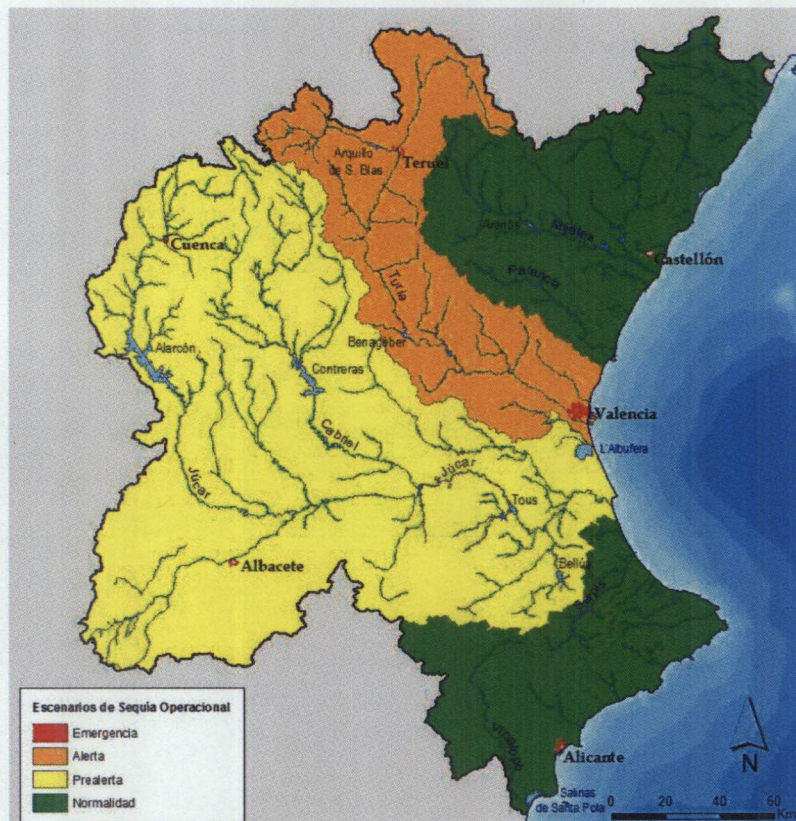 Arquillo
de S. Blas
Teruel
Cuenca
Arenós
Mijares
Castellón
Palancia
Turia
Benageber
Alarcón
Contreras
Valencia
L'Albufera
Cabriel
Júcar
Júcar
Tous
Albacete
Bellús
Serpis
Vinalopó
Alicante
Salinas
de Santa Pola
Escenarios de Sequía Operacional
Emergencia
Alerta
Prealerta
Normalidad
N
0 20 40 60
Km